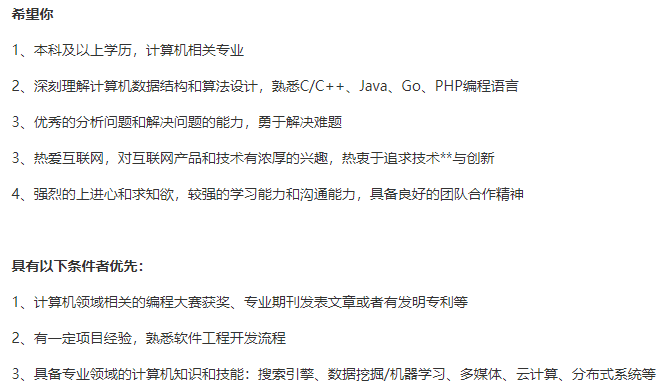 希望你
1、本科及以上学历，计算机相关专业
2、深刻理解计算机数据结构和算法设计，熟悉C/C++、Java、Go、PHP编程语言
3、优秀的分析问题和解决问题的能力，勇于解决难题
3、热爱互联网，对互联网产品和技术有浓厚的兴趣，热衷于追求技术**与创新
4、强烈的上进心和求知欲，较强的学习能力和沟通能力，具备良好的团队合作精神
具有以下条件者优先：
1、计算机领域相关的编程大赛获奖、专业期刊发表文章或者有发明专利等
2、有一定项目经验，熟悉软件工程开发流程
3、具备专业领域的计算机知识和技能：搜索引擎、数据挖掘/机器学习、多媒体、云计算、分布式系统等